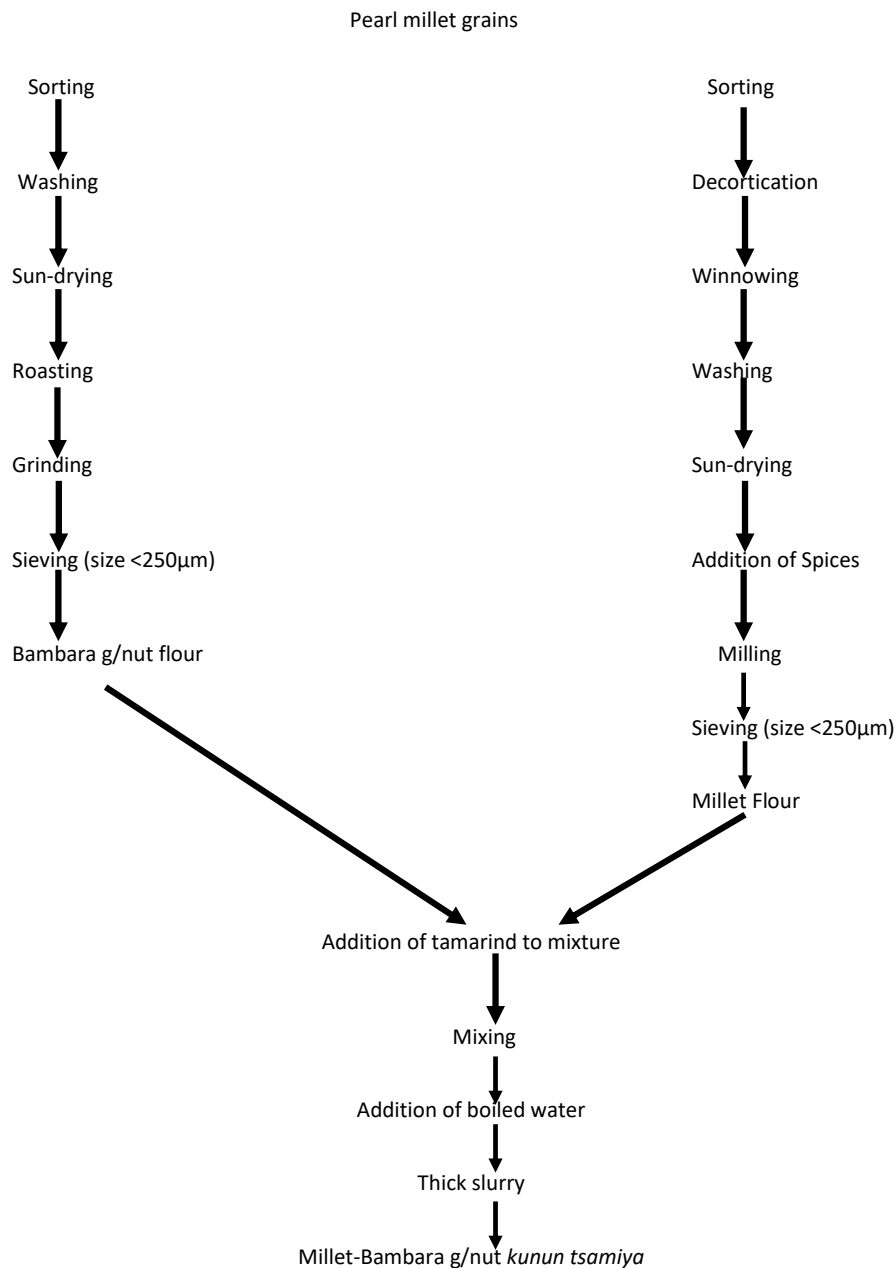 Pearl millet grains
Sorting
Washing
Sun-drying
Roasting
Grinding
Sieving (size <250µm)
Bambara g/nut flour
Sorting
Decortication
Winnowing
Washing
Sun-drying
Addition of Spices
Milling
Sieving (size <250µm)
Millet Flour
Addition of tamarind to mixture
Mixing
Addition of boiled water
Thick slurry
Millet-Bambara g/nut kunun tsamiya